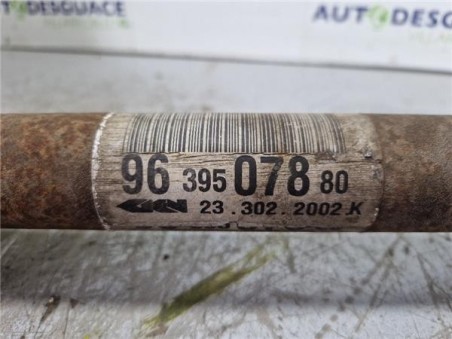 AUTODESGUACE
AUTODESGUACE
96 395 078 80
GKN 23.302.2002.K